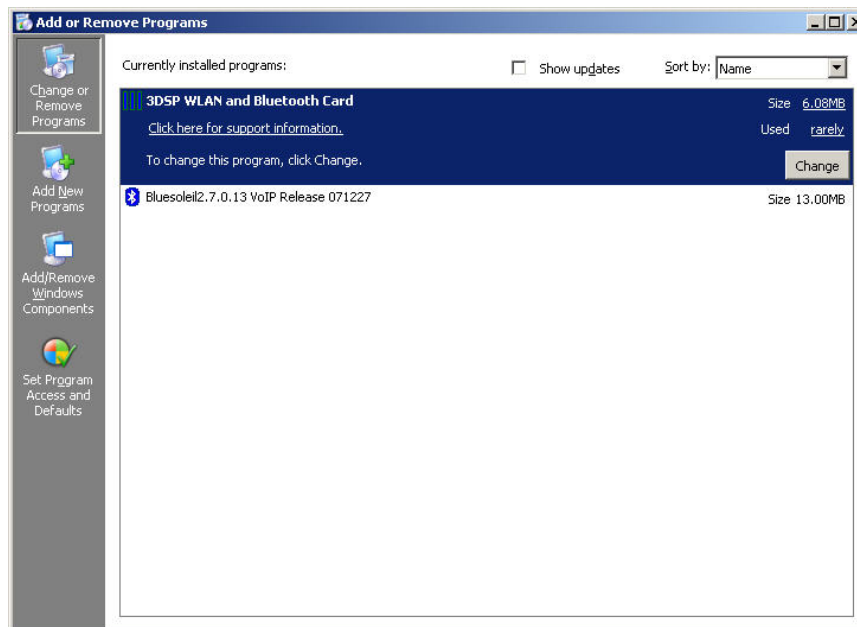 Add or Remove Programs
Change or
Remove
Programs
Add New
Programs
Add/Remove
Windows
Components
Set Program
Access and
Defaults
Currently installed programs:
Show updates
Sort by: Name
3DSP WLAN and Bluetooth Card
Size 6.08MB
Click here for support information.
Used rarely
To change this program, click Change.
Change
Bluesoleil2.7.0.13 VoIP Release 071227
Size 13.00MB